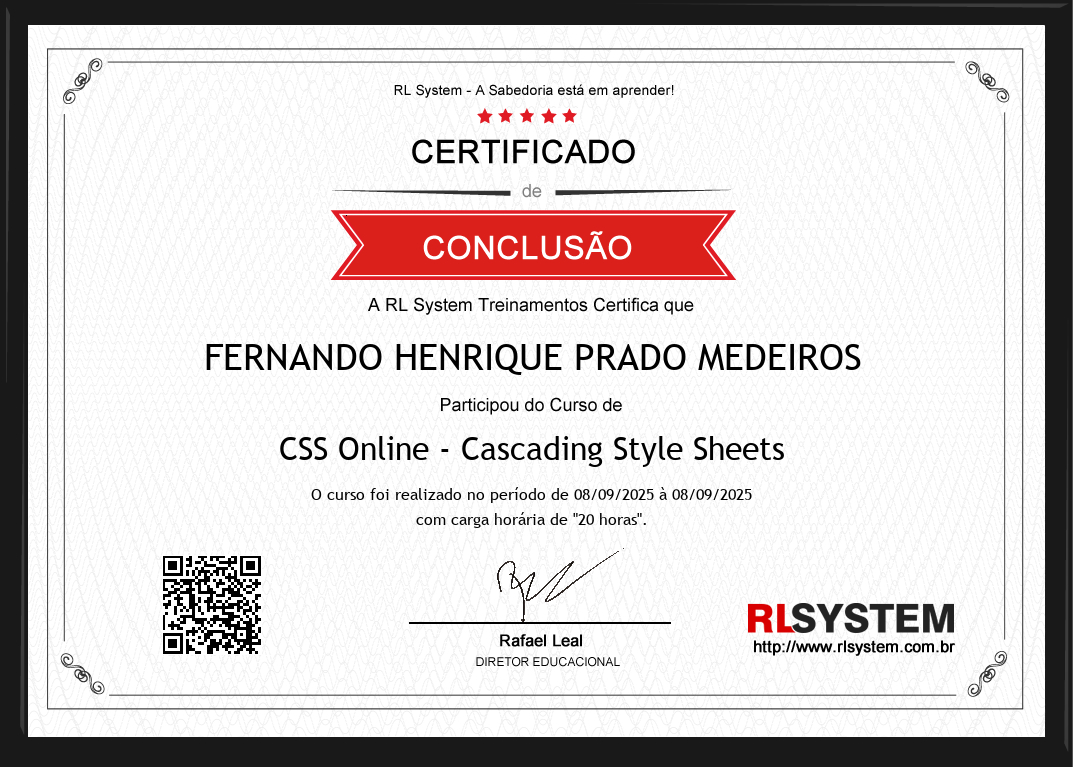 RL System - A Sabedoria está em aprender!
CERTIFICADO
de
CONCLUSÃO
A RL System Treinamentos Certifica que
FERNANDO HENRIQUE PRADO MEDEIROS
Participou do Curso de
CSS Online - Cascading Style Sheets
O curso foi realizado no período de 08/09/2025 à 08/09/2025
com carga horária de "20 horas".
Rafael Leal
DIRETOR EDUCACIONAL
RLSYSTEM
http://www.rlsystem.com.br